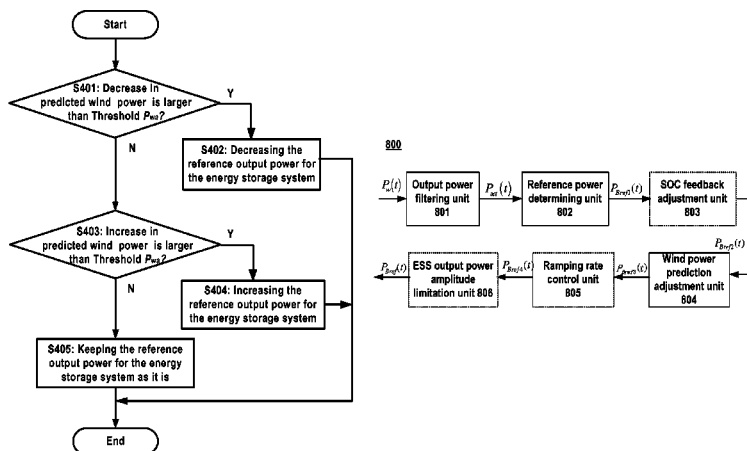 Start
S401: Decrease in
predicted wind power is larger
than Threshold Pwa?
Y
N
S402: Decreasing the
reference output power for
the energy storage system
S403: Increase in
predicted wind power is larger
than Threshold Pwa?
Y
N
S404: Increasing the
reference output power for
the energy storage system
S405: Keeping the reference
output power for the energy
storage system as it is
End
800
Pw(t)
Output power
filtering unit
801
Reference power
determining unit
802
PBref1(t)
SOC feedback
adjustment unit
803
PBref2(t)
Wind power
prediction
adjustment unit
804
PBref3(t)
Ramping rate
control unit
805
PBref4(t)
ESS output power
amplitude
limitation unit 806
PBref(t)